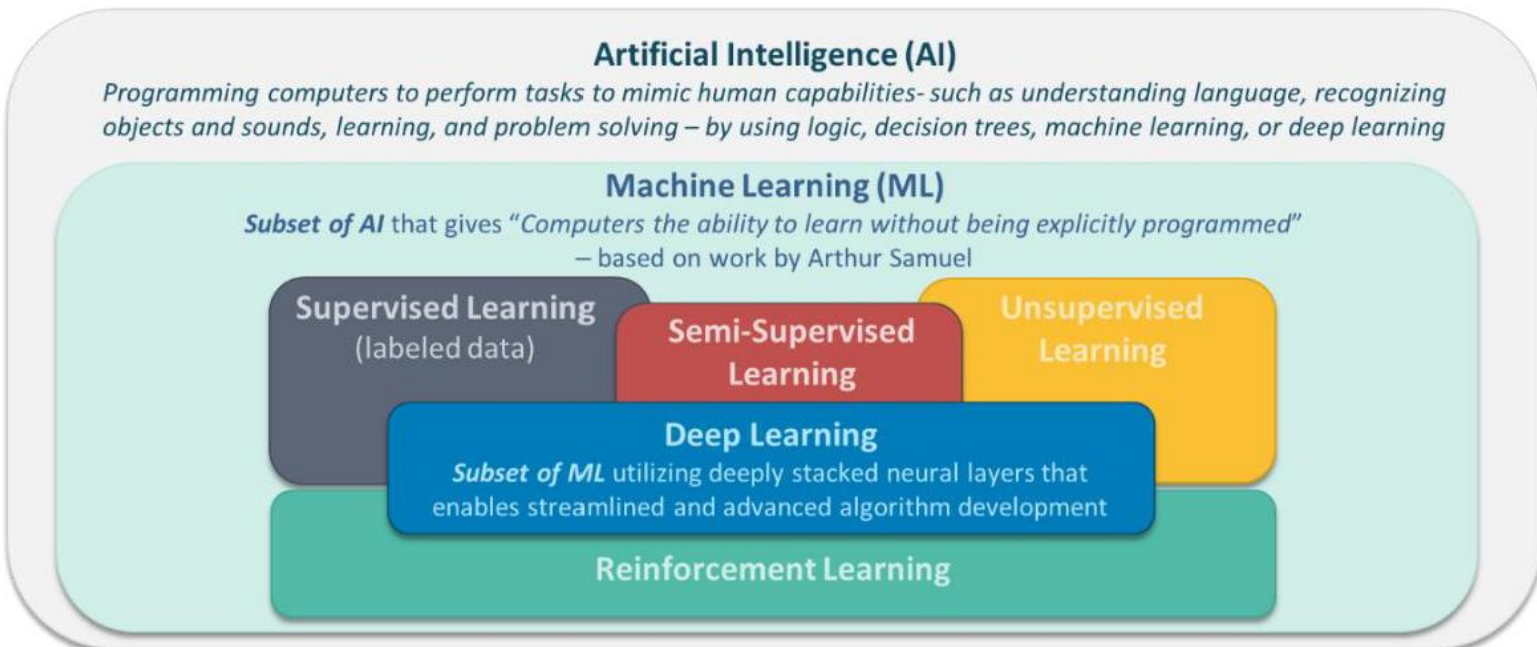 Artificial Intelligence (AI)
Programming computers to perform tasks to mimic human capabilities- such as understanding language, recognizing
objects and sounds, learning, and problem solving – by using logic, decision trees, machine learning, or deep learning
Machine Learning (ML)
Subset of AI that gives “Computers the ability to learn without being explicitly programmed”
– based on work by Arthur Samuel
Supervised Learning
(labeled data)
Semi-Supervised
Learning
Unsupervised
Learning
Deep Learning
Subset of ML utilizing deeply stacked neural layers that
enables streamlined and advanced algorithm development
Reinforcement Learning